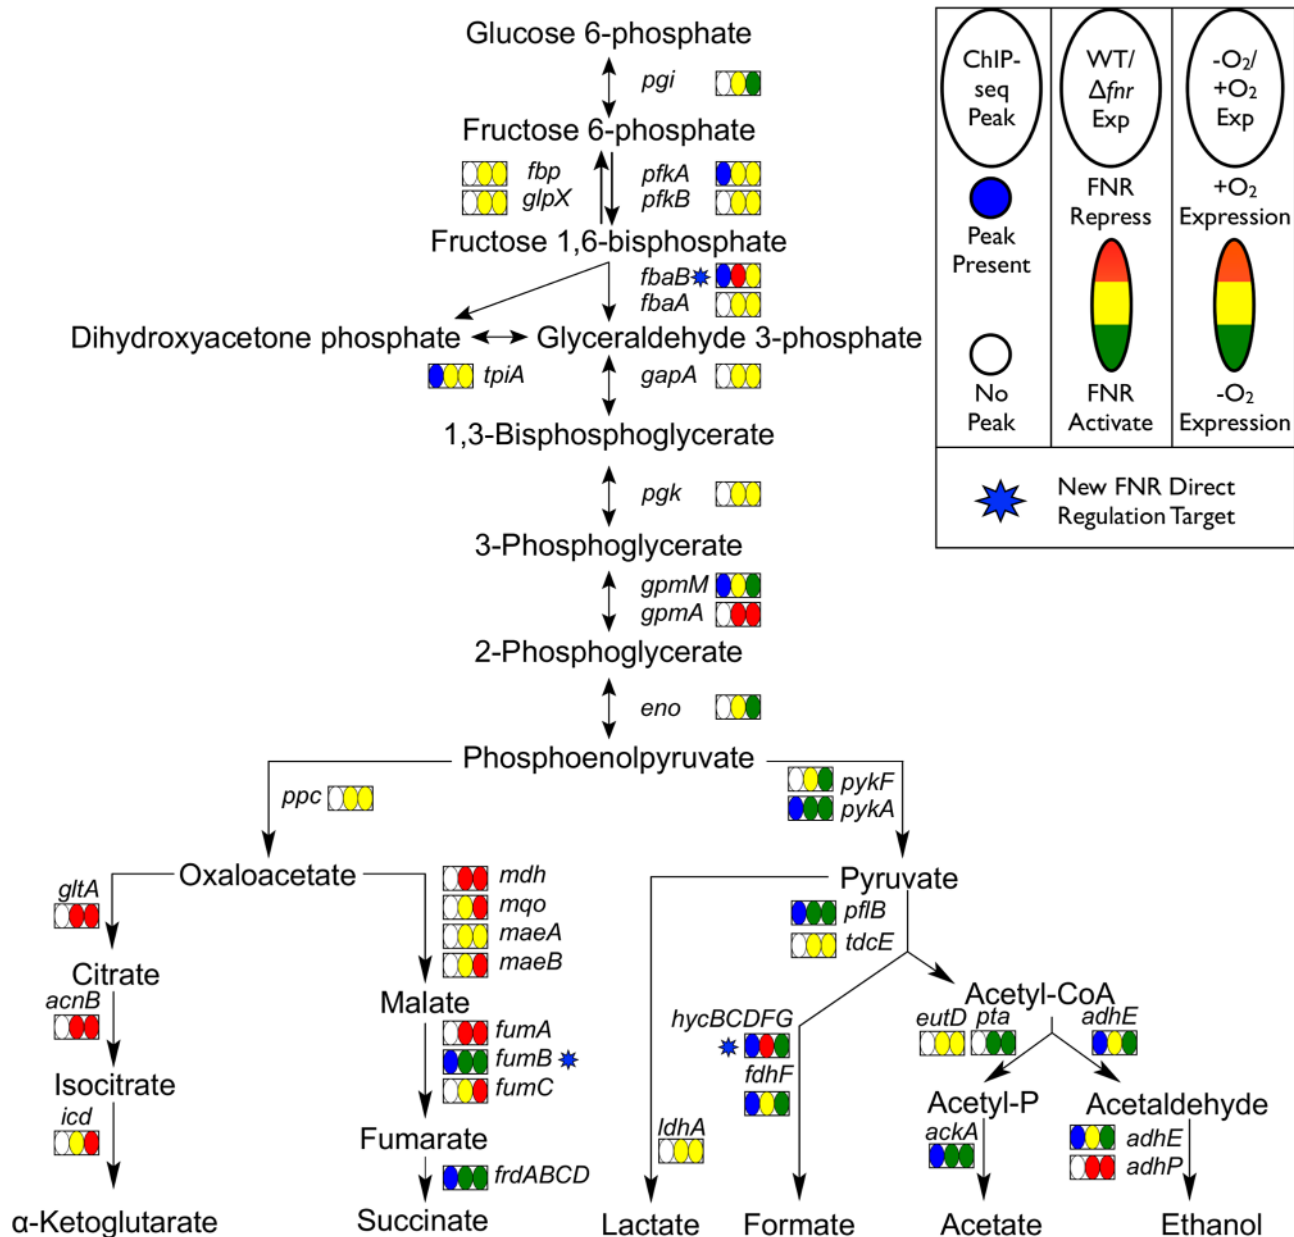 Glucose 6-phosphate
pgi
Fructose 6-phosphate
fbp
glpX
pfkA
pfkB
Fructose 1,6-bisphosphate
fbaB
fbaA
Dihydroxyacetone phosphate
Glyceraldehyde 3-phosphate
tpiA
gapA
1,3-Bisphosphoglycerate
pgk
3-Phosphoglycerate
gpmM
gpmA
2-Phosphoglycerate
eno
Phosphoenolpyruvate
ppc
pykF
pykA
Oxaloacetate
Pyruvate
gltA
mdh
mqo
maeA
maeB
pflB
tdcE
Citrate
Malate
Acetyl-CoA
acnB
fumA
fumB
fumC
hycBCDFG
fdhF
eutD
pta
adhE
Isocitrate
icd
Fumarate
frdABCD
ldhA
Acetyl-P
ackA
Acetaldehyde
adhE
adhP
α-Ketoglutarate
Succinate
Lactate
Formate
Acetate
Ethanol
ChIP-
seq
Peak
WT/
Δfnr
Exp
-O₂/
+O₂
Exp
Peak
Present
No
Peak
FNR
Repress
FNR
Activate
+O₂
Expression
-O₂
Expression
New FNR Direct
Regulation Target